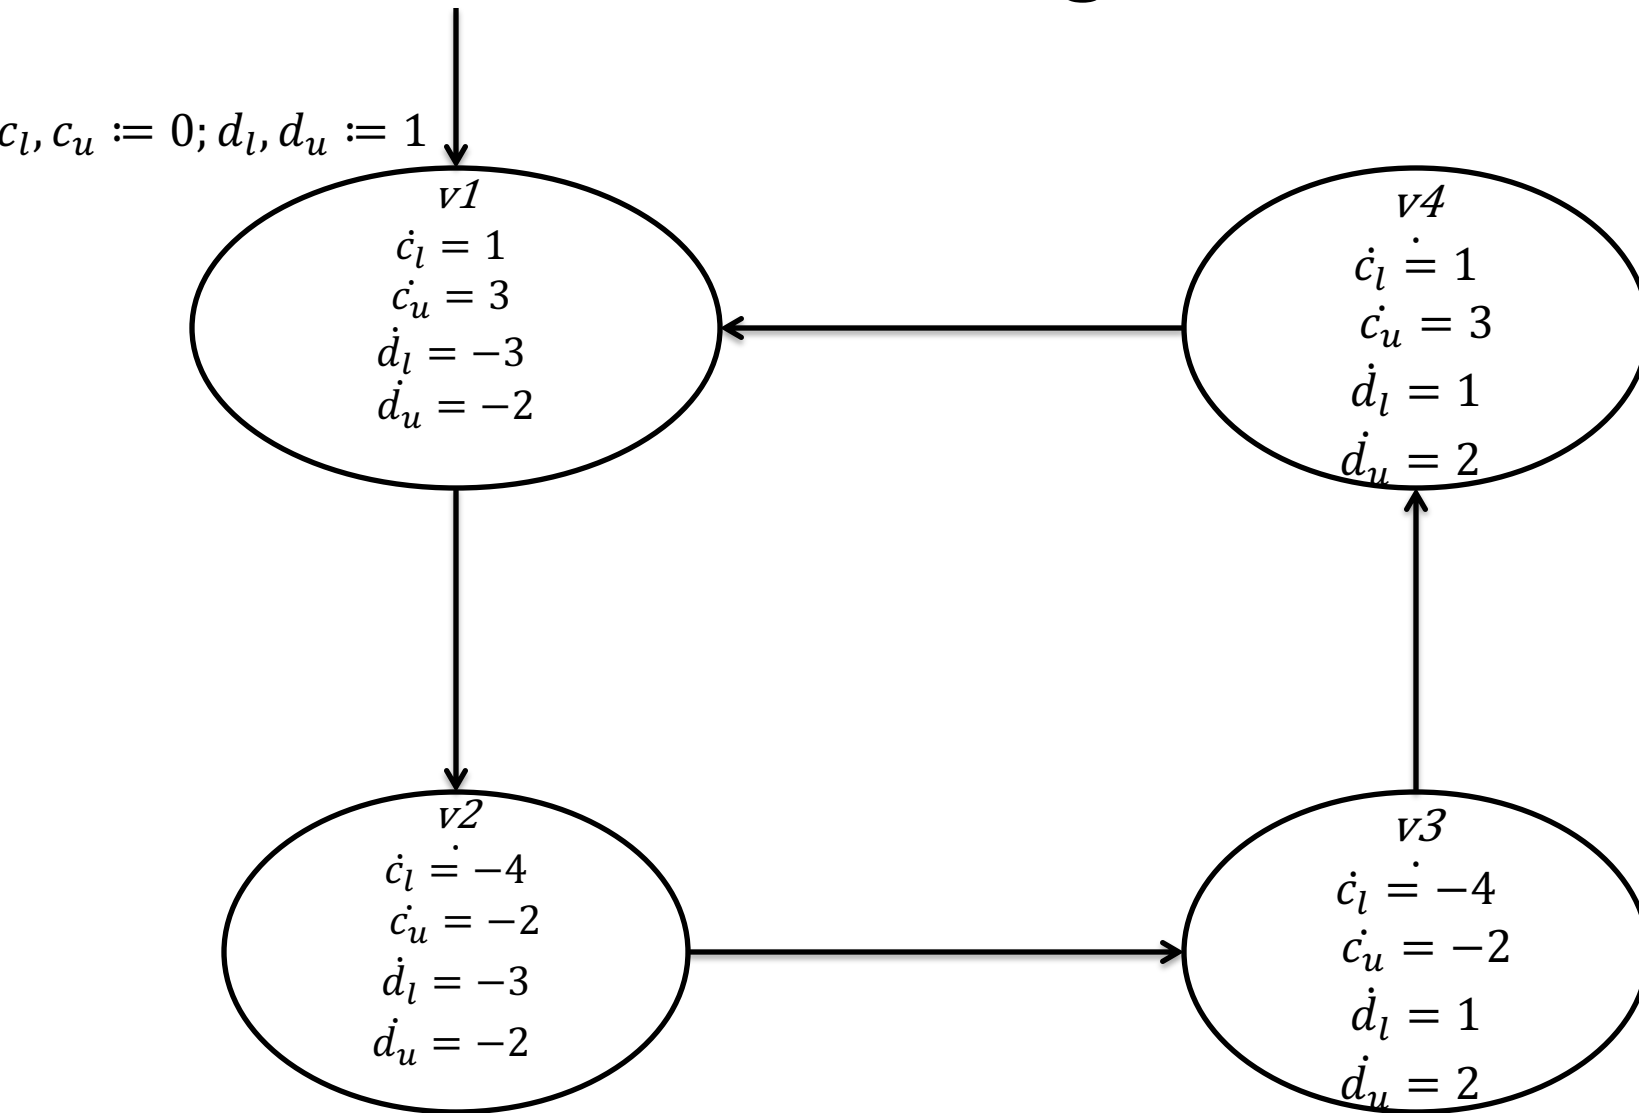 c_l, c_u := 0; d_l, d_u := 1
v1
ċ_l = 1
ċ_u = 3
ḋ_l = −3
ḋ_u = −2
v4
ċ_l = 1
ċ_u = 3
ḋ_l = 1
ḋ_u = 2
v2
ċ_l = −4
ċ_u = −2
ḋ_l = −3
ḋ_u = −2
v3
ċ_l = −4
ċ_u = −2
ḋ_l = 1
ḋ_u = 2